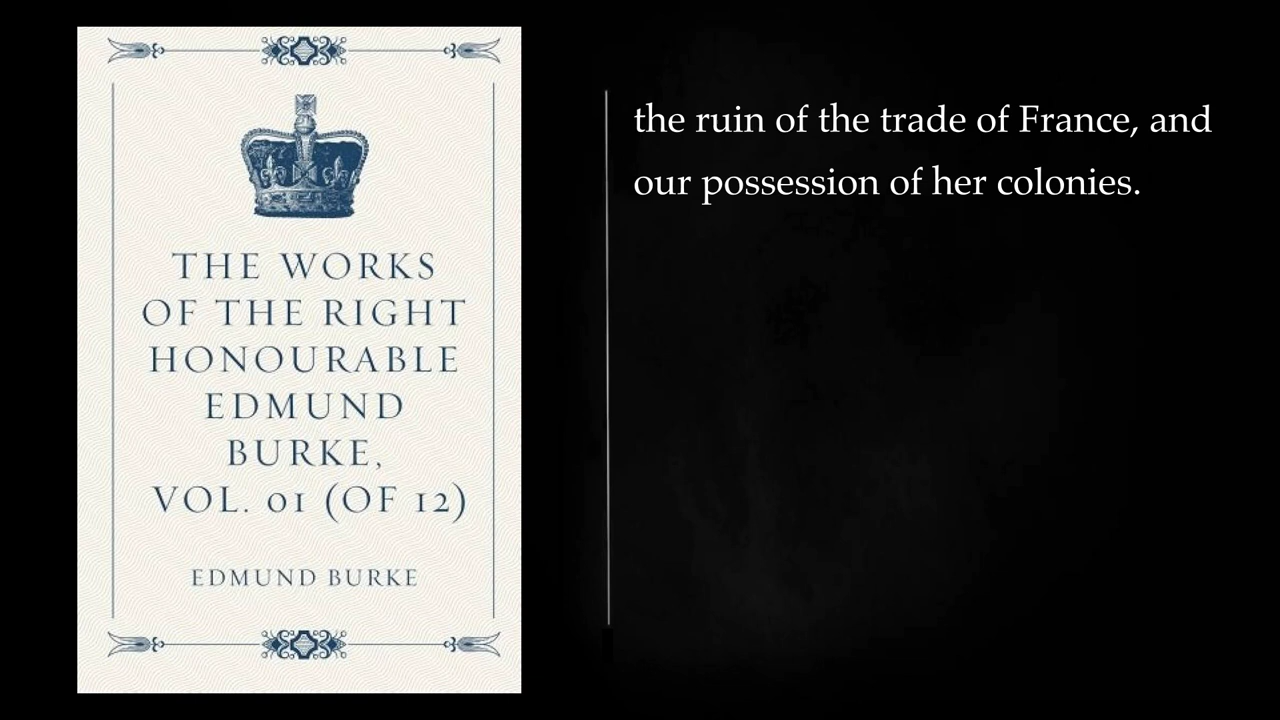 THE WORKS
OF THE RIGHT
HONOURABLE
EDMUND
BURKE,
VOL. 01 (OF 12)
EDMUND BURKE
the ruin of the trade of France, and
our possession of her colonies.